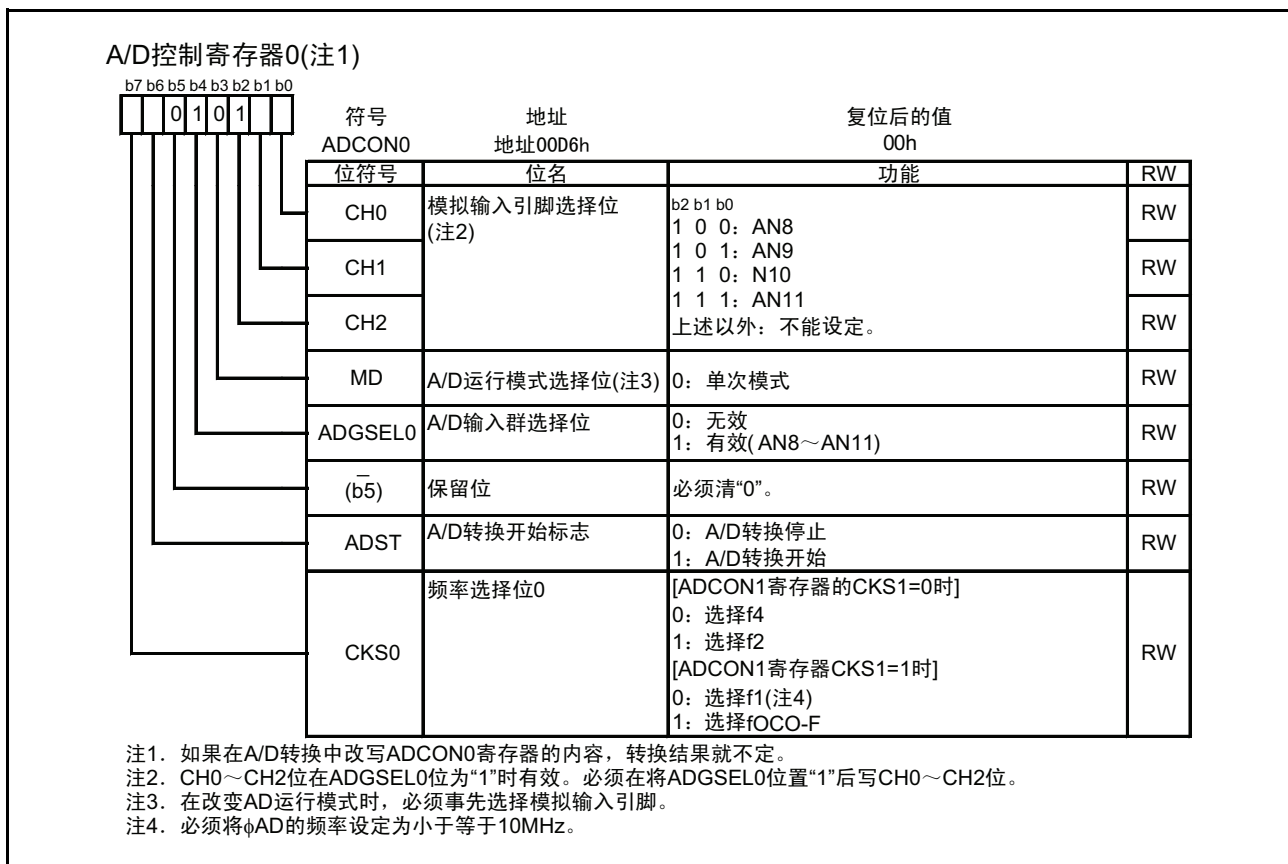 A/D控制寄存器0(注1)
b7 b6 b5 b4 b3 b2 b1 b0
0 1 0 1
符号 地址 复位后的值
ADCON0 地址00D6h 00h
位符号 位名 功能 RW
CH0 模拟输入引脚选择位 RW
(注2)
b2 b1 b0
1 0 0：AN8
CH1 1 0 1：AN9 RW
1 1 0：N10
1 1 1：AN11
CH2 上述以外：不能设定。 RW
MD A/D运行模式选择位(注3) 0：单次模式 RW
ADGSEL0 A/D输入群选择位 0：无效 RW
1：有效( AN8～AN11)
(b5) 保留位 必须清“0”。 RW
ADST A/D转换开始标志 0：A/D转换停止 RW
1：A/D转换开始
CKS0 频率选择位0 [ADCON1寄存器的CKS1=0时] RW
0：选择f4
1：选择f2
[ADCON1寄存器CKS1=1时]
0：选择f1(注4)
1：选择fOCO-F
注1．如果在A/D转换中改写ADCON0寄存器的内容，转换结果就不定。
注2．CH0～CH2位在ADGSEL0位为“1”时有效。必须在将ADGSEL0位置“1”后写CH0～CH2位。
注3．在改变AD运行模式时，必须事先选择模拟输入引脚。
注4．必须将ϕAD的频率设定为小于等于10MHz。